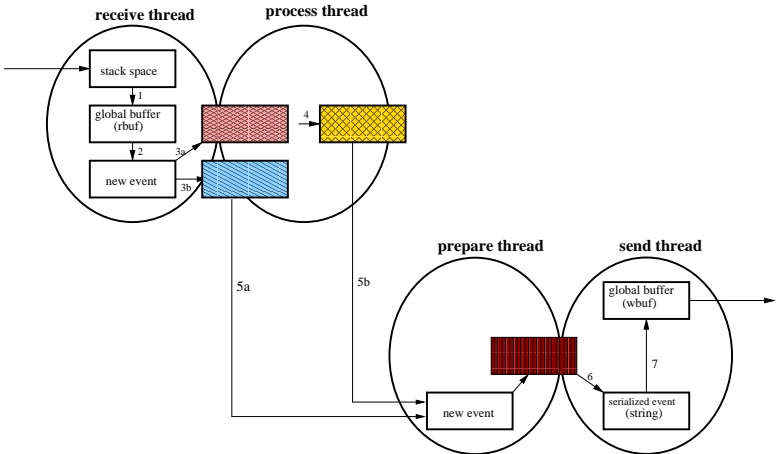 receive thread
process thread
stack space
1
global buffer
(rbuf)
2
3a
new event
3b
4
5a
5b
prepare thread
send thread
global buffer
(wbuf)
7
6
new event
serialized event
(string)